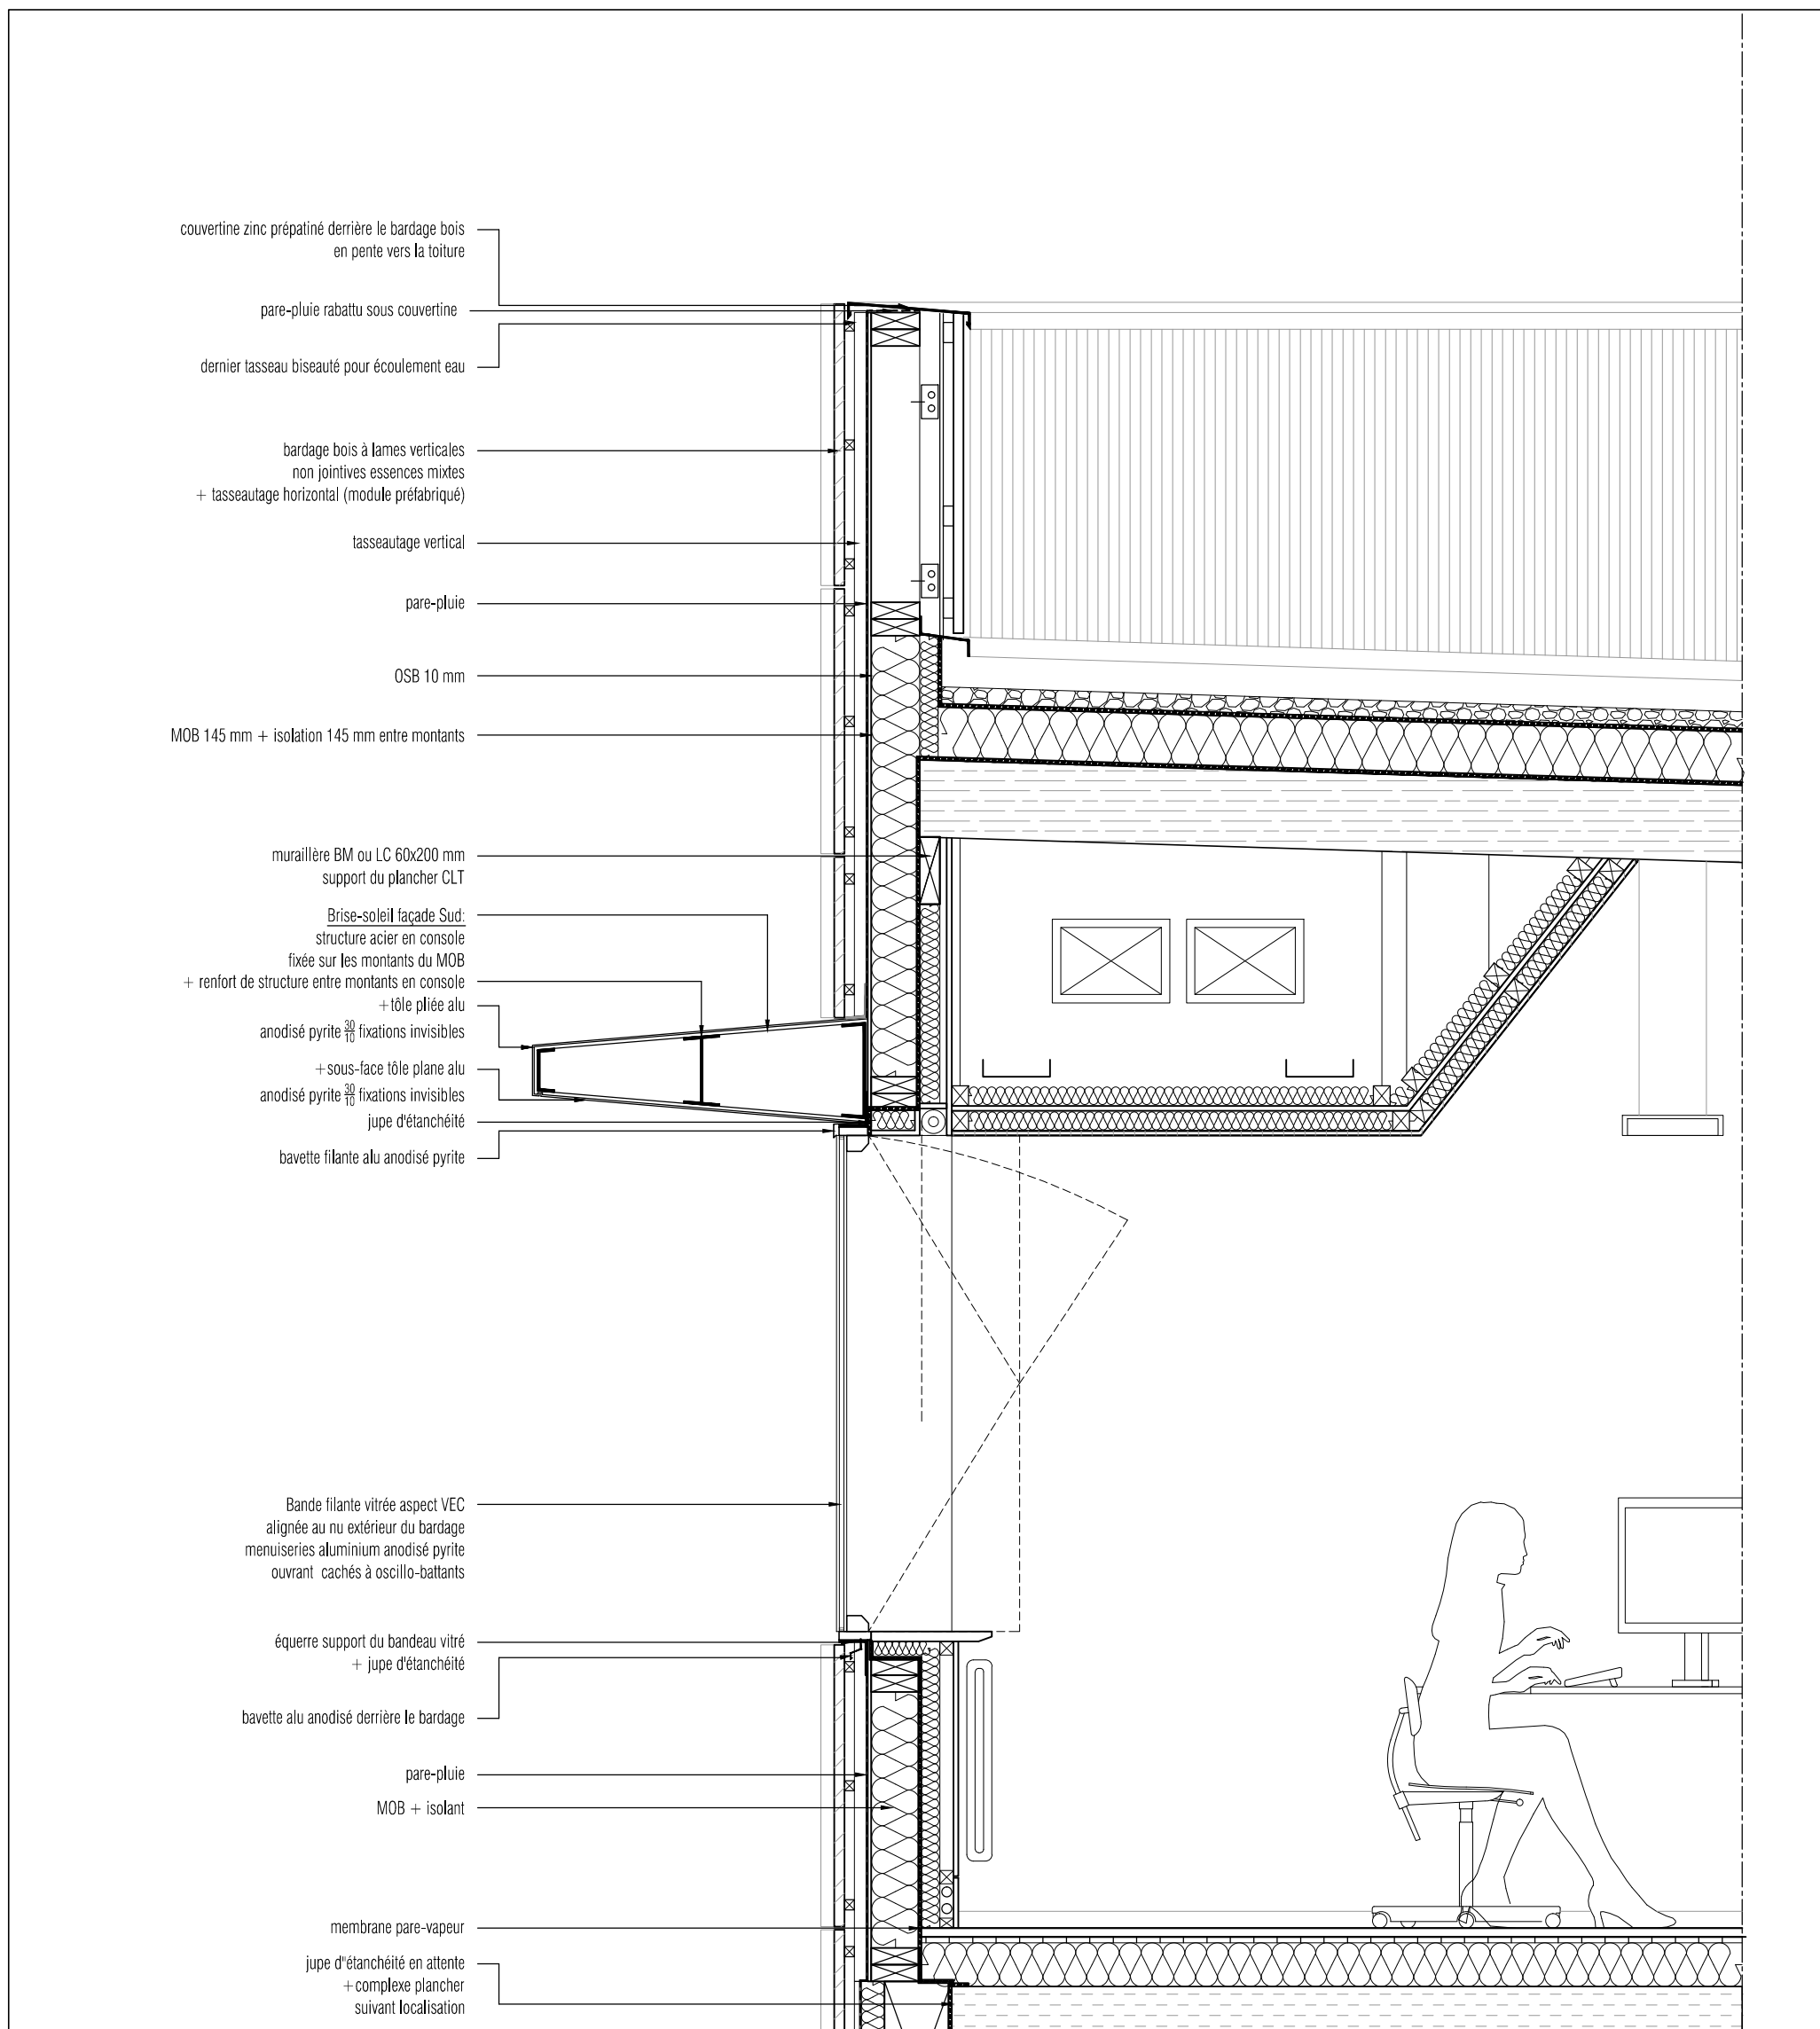 couvertine zinc prépatiné derrière le bardage bois
en pente vers la toiture
pare-pluie rabattu sous couvertine
dernier tasseau biseauté pour écoulement eau
bardage bois à lames verticales
non jointives essences mixtes
+ tasseautage horizontal (module préfabriqué)
tasseautage vertical
pare-pluie
OSB 10 mm
MOB 145 mm + isolation 145 mm entre montants
muraillère BM ou LC 60x200 mm
support du plancher CLT
Brise-soleil façade Sud:
structure acier en console
fixée sur les montants du MOB
+ renfort de structure entre montants en console
+tôle pliée alu
anodisé pyrite 30/10 fixations invisibles
+sous-face tôle plane alu
anodisé pyrite 30/10 fixations invisibles
jupe d'étanchéité
bavette filante alu anodisé pyrite
Bande filante vitrée aspect VEC
alignée au nu extérieur du bardage
menuiseries aluminium anodisé pyrite
ouvrant cachés à oscillo-battants
équerre support du bandeau vitré
+ jupe d'étanchéité
bavette alu anodisé derrière le bardage
pare-pluie
MOB + isolant
membrane pare-vapeur
jupe d"étanchéité en attente
+complexe plancher
suivant localisation